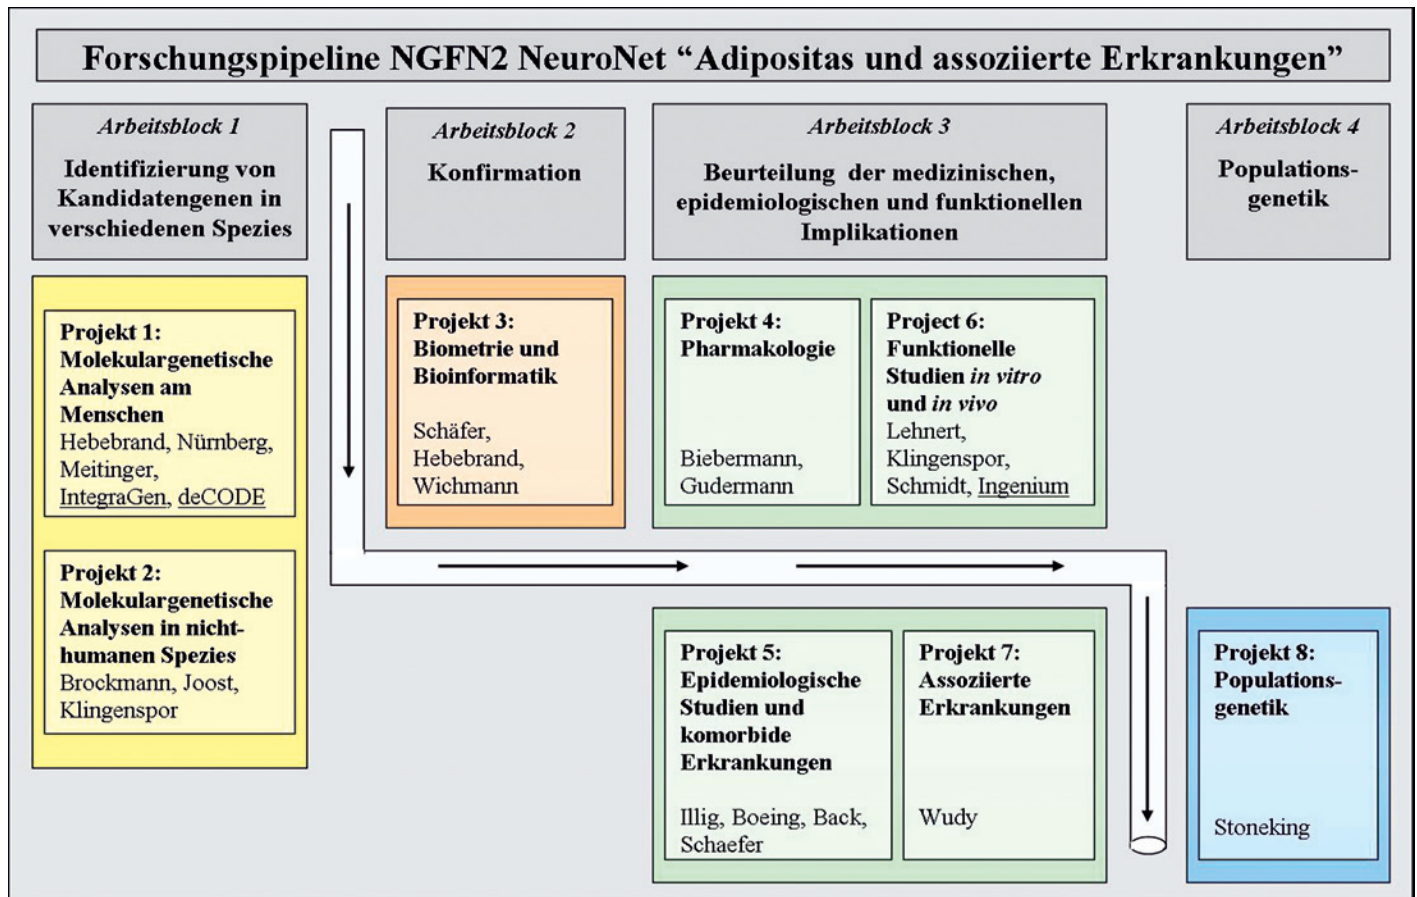 Forschungspipeline NGFN2 NeuroNet “Adipositas und assoziierte Erkrankungen”
Arbeitsblock 1
Identifizierung von
Kandidatengenen in
verschiedenen Spezies
Arbeitsblock 2
Konfirmation
Arbeitsblock 3
Beurteilung der medizinischen,
epidemiologischen und funktionellen
Implikationen
Arbeitsblock 4
Populations-
genetik
Projekt 1:
Molekulargenetische
Analysen am
Menschen
Hebebrand, Nürnberg,
Meitinger,
IntegraGen, deCODE
Projekt 2:
Molekulargenetische
Analysen in nicht-
humanen Spezies
Brockmann, Joost,
Klingenspor
Projekt 3:
Biometrie und
Bioinformatik
Schäfer,
Hebebrand,
Wichmann
Projekt 4:
Pharmakologie
Biebermann,
Gudermann
Project 6:
Funktionelle
Studien in vitro
und in vivo
Lehnert,
Klingenspor,
Schmidt, Ingenium
Projekt 5:
Epidemiologische
Studien und
komorbide
Erkrankungen
Illig, Boeing, Back,
Schaefer
Projekt 7:
Assoziierte
Erkrankungen
Wudy
Projekt 8:
Populations-
genetik
Stoneking